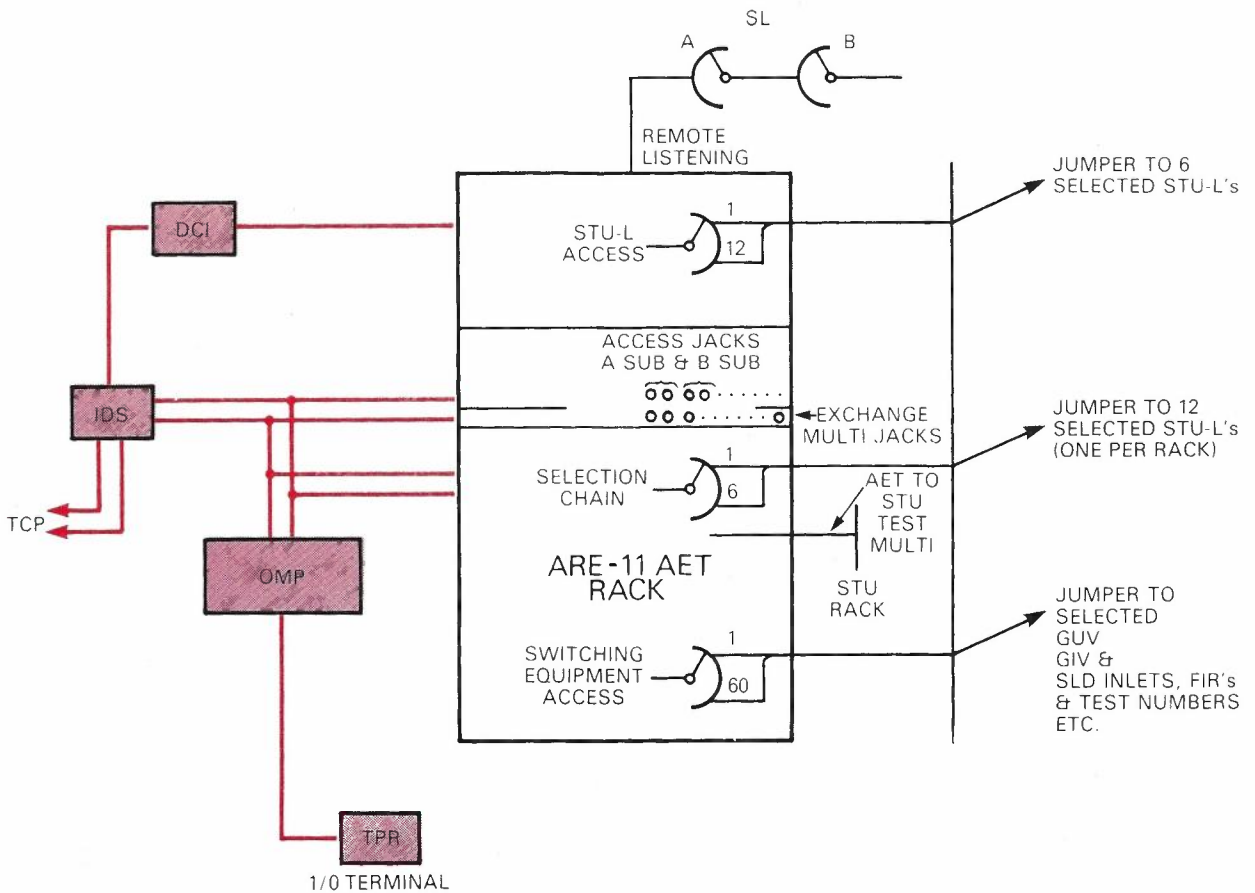 SL
A
B
REMOTE
LISTENING
JUMPER TO 6
SELECTED STU-L's
DCI
STU-L
ACCESS
1
12
ACCESS JACKS
A SUB & B SUB
IDS
EXCHANGE
MULTI JACKS
JUMPER TO 12
SELECTED STU-L's
(ONE PER RACK)
SELECTION
CHAIN
1
6
AET TO
STU
TEST
MULTI
TCP
OMP
ARE-11 AET
RACK
STU
RACK
JUMPER TO
SELECTED
GUV
GIV &
SLD INLETS, FIR's
& TEST NUMBERS
ETC.
SWITCHING
EQUIPMENT
ACCESS
1
60
TPR
1/0 TERMINAL